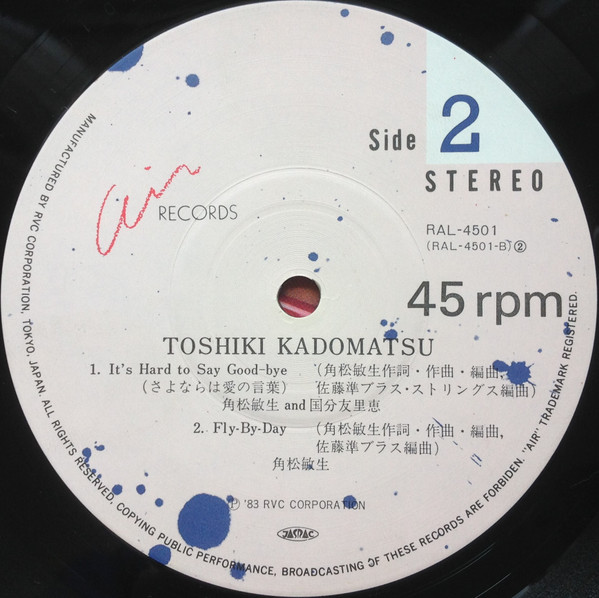 Side 2
STEREO
Air RECORDS
RAL-4501
(RAL-4501-B) ②
45 rpm
TOSHIKI KADOMATSU
1. It's Hard to Say Good-bye (角松敏生作詞・作曲・編曲,
(さよならは愛の言葉) 佐藤準ブラス・ストリングス編曲)
角松敏生 and 国分友里恵
2. Fly-By-Day (角松敏生作詞・作曲・編曲,
佐藤準ブラス編曲)
角松敏生
Ⓟ '83 RVC CORPORATION
JASRAC
MANUFACTURED BY RVC CORPORATION, TOKYO, JAPAN. ALL RIGHTS RESERVED, COPYING PUBLIC PERFORMANCE, BROADCASTING OF THESE RECORDS ARE FORBIDDEN. "AIR" TRADEMARK REGISTERED.